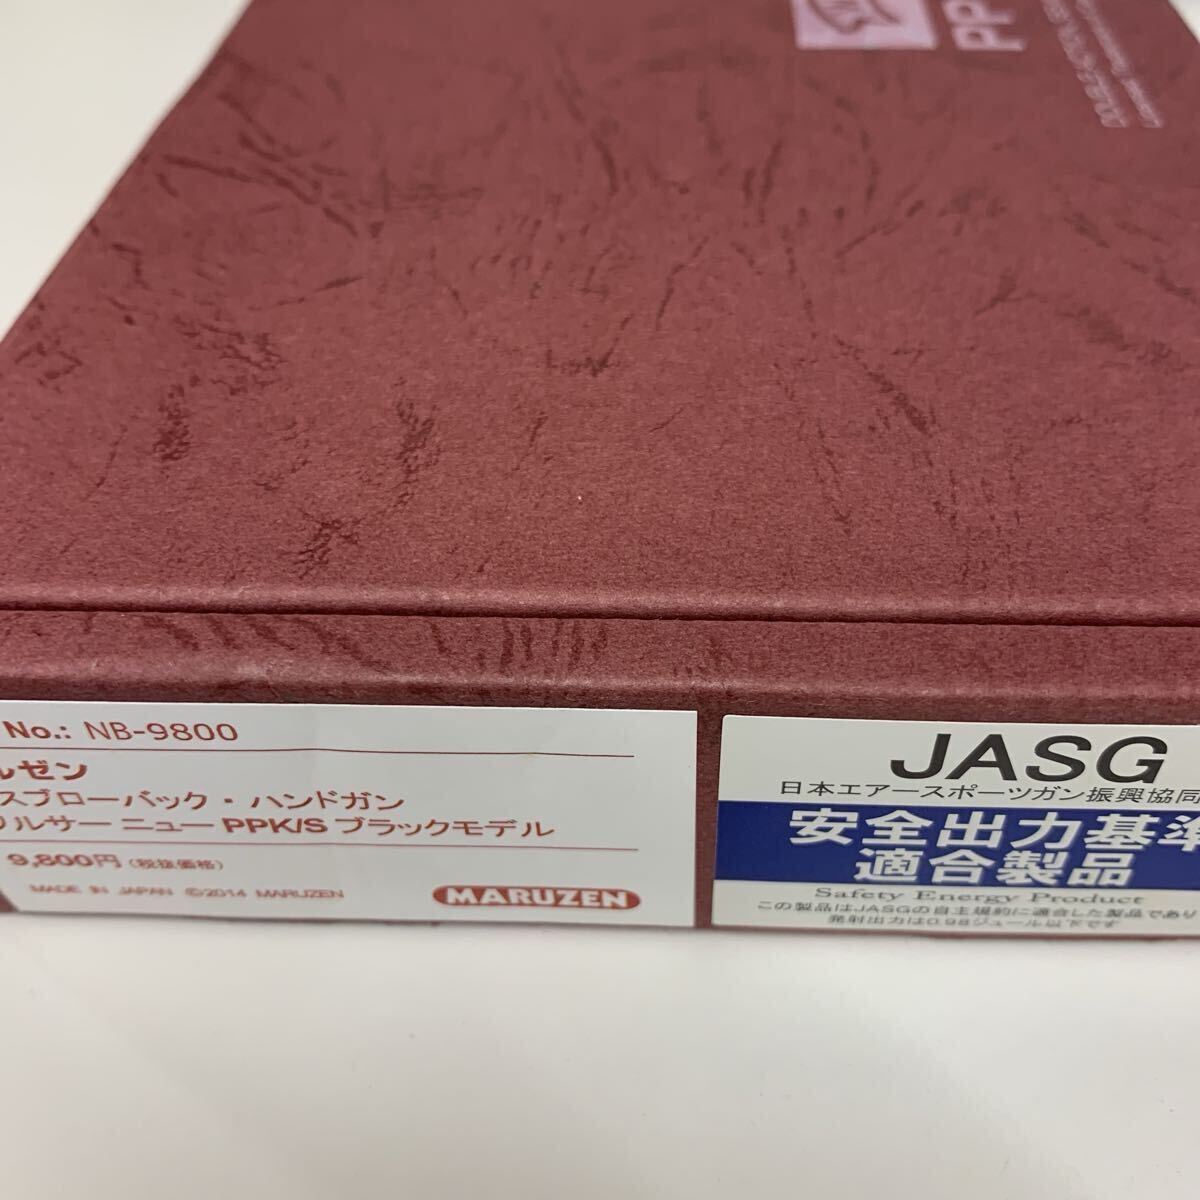 PP
No.: NB-9800
ルゼン
スブローバック・ハンドガン
ルサー ニュー PPK/S ブラックモデル
9,800円 (税抜価格)
MADE IN JAPAN ©2014 MARUZEN
MARUZEN
JASG
日本エアースポーツガン振興協同
安全出力基準
適合製品
Safety Energy Product
この製品はJASGの自主規約に適合した製品であり
発射出力は0.98ジュール以下です